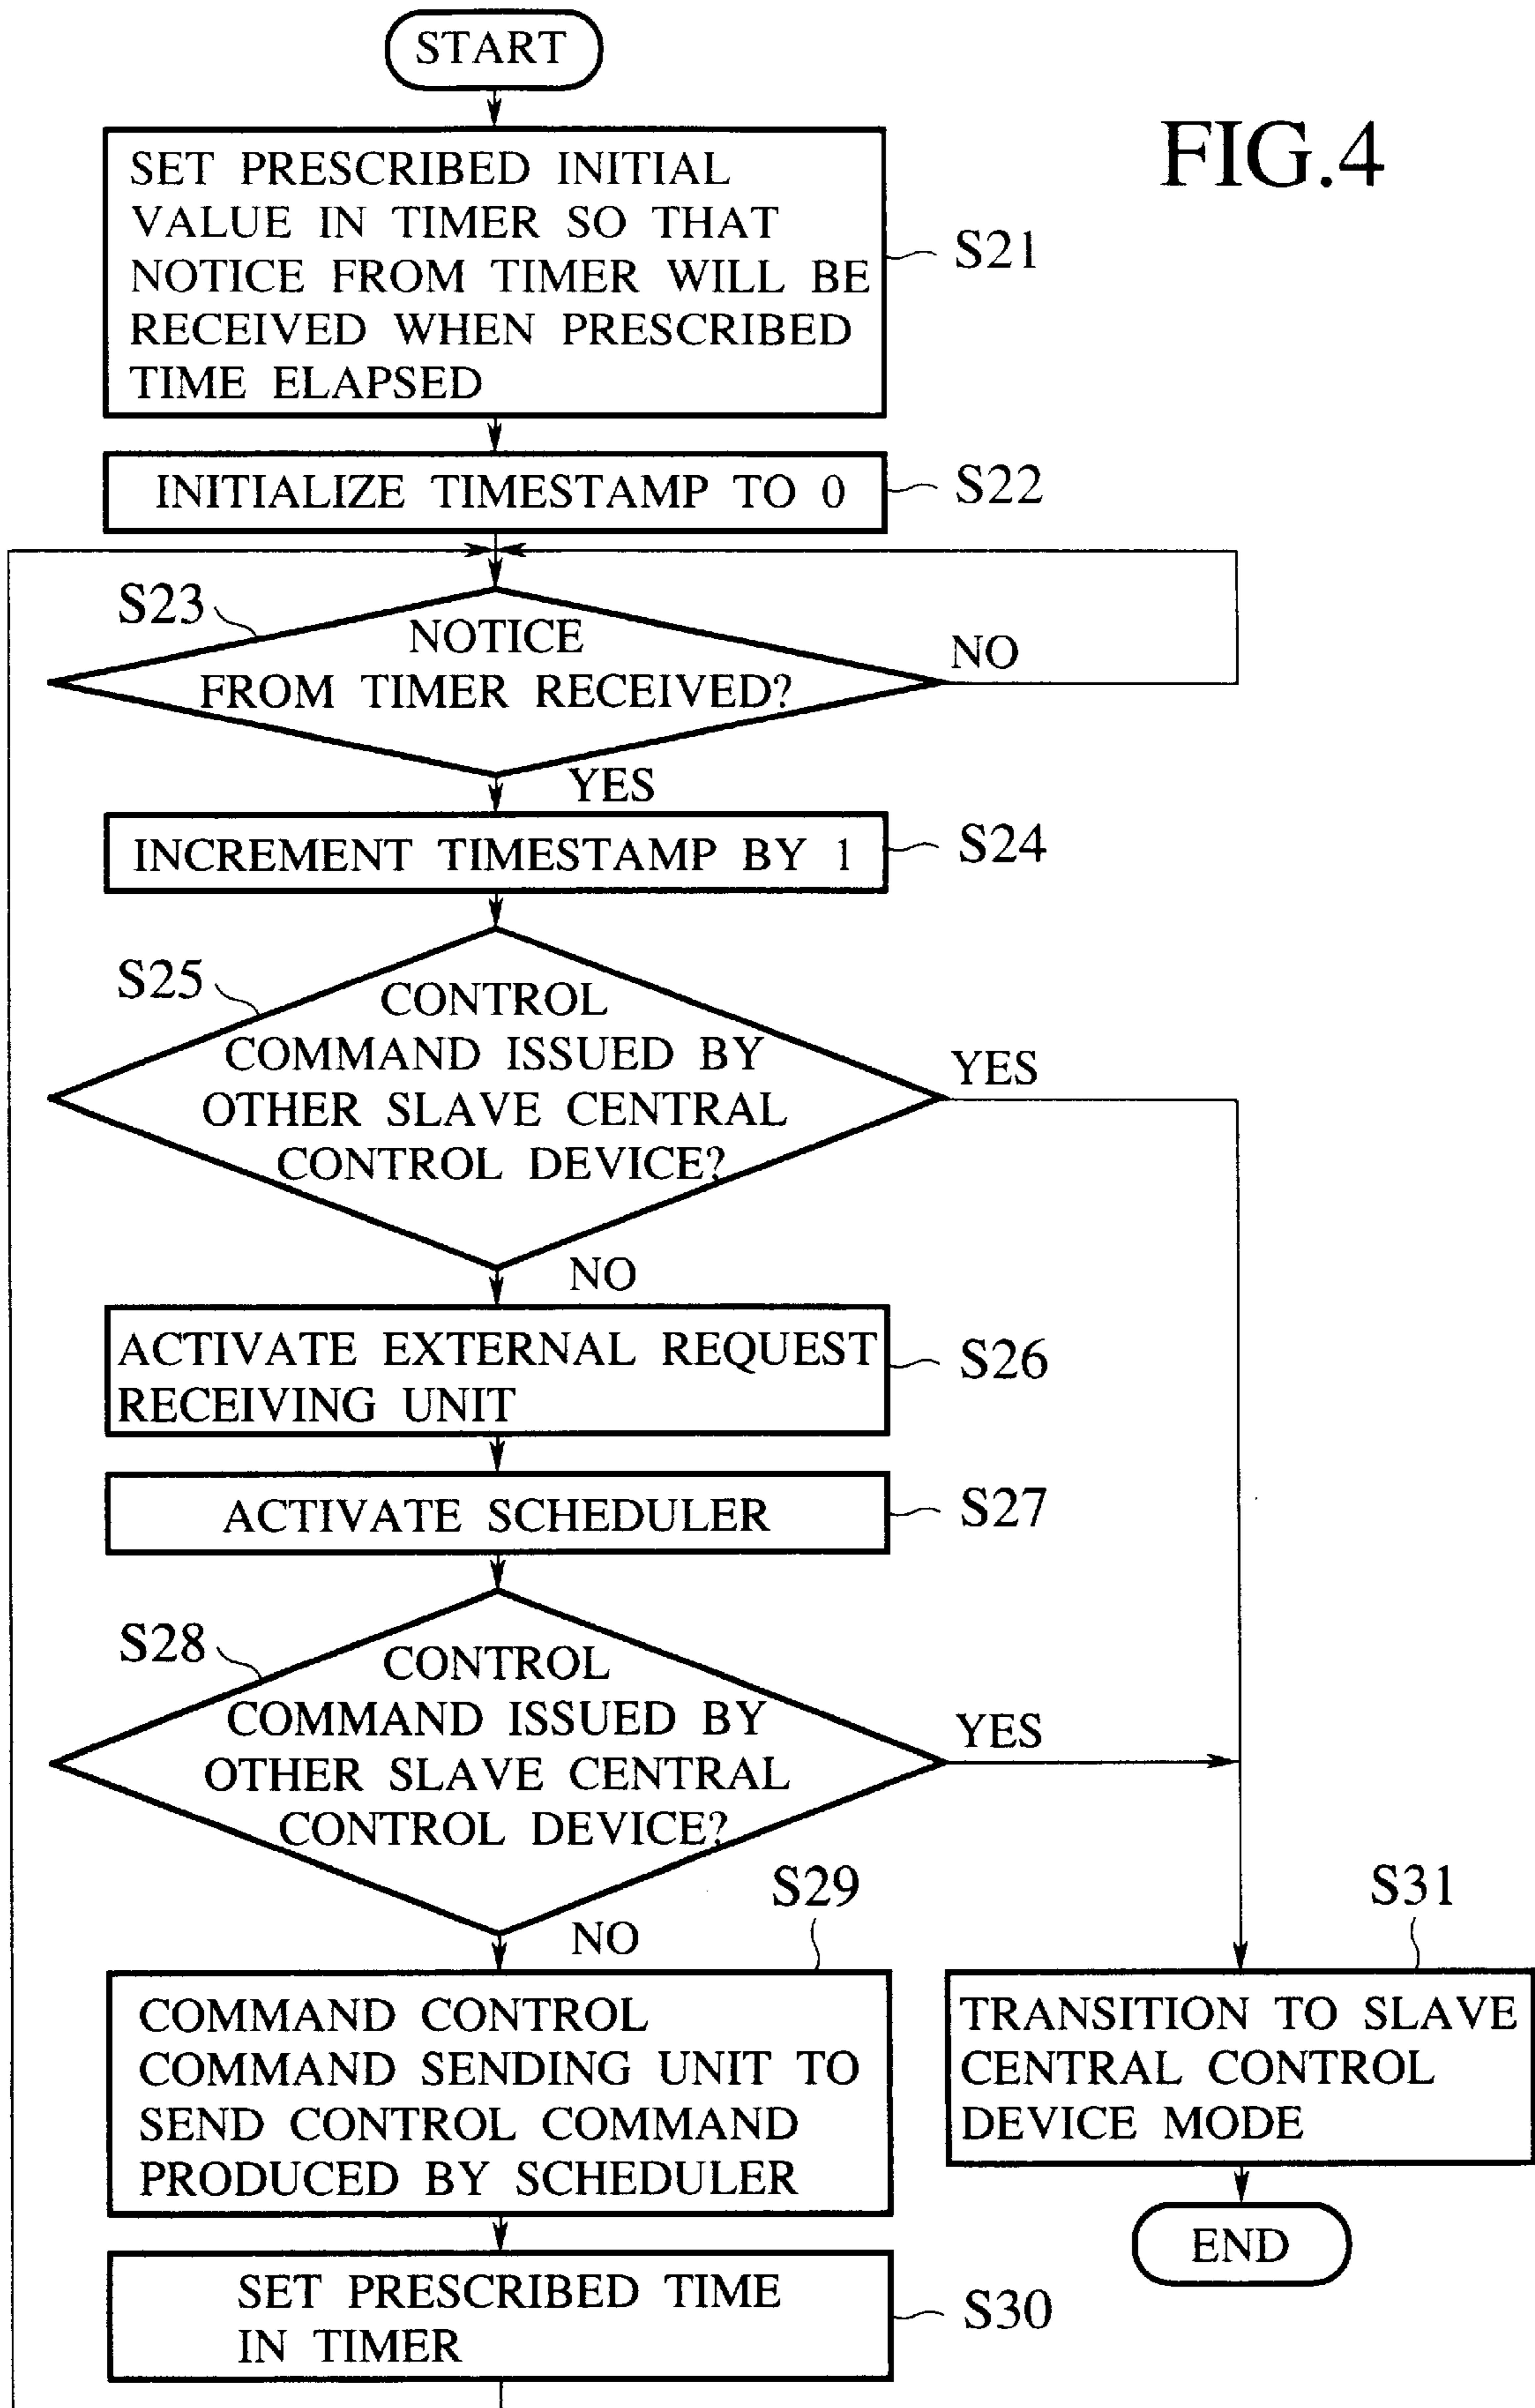 START
FIG.4
SET PRESCRIBED INITIAL
VALUE IN TIMER SO THAT
NOTICE FROM TIMER WILL BE
RECEIVED WHEN PRESCRIBED
TIME ELAPSED
S21
INITIALIZE TIMESTAMP TO 0
S22
S23
NOTICE
FROM TIMER RECEIVED?
NO
YES
INCREMENT TIMESTAMP BY 1
S24
S25
CONTROL
COMMAND ISSUED BY
OTHER SLAVE CENTRAL
CONTROL DEVICE?
YES
NO
ACTIVATE EXTERNAL REQUEST
RECEIVING UNIT
S26
ACTIVATE SCHEDULER
S27
S28
CONTROL
COMMAND ISSUED BY
OTHER SLAVE CENTRAL
CONTROL DEVICE?
YES
NO
S29
COMMAND CONTROL
COMMAND SENDING UNIT TO
SEND CONTROL COMMAND
PRODUCED BY SCHEDULER
S31
TRANSITION TO SLAVE
CENTRAL CONTROL
DEVICE MODE
END
SET PRESCRIBED TIME
IN TIMER
S30